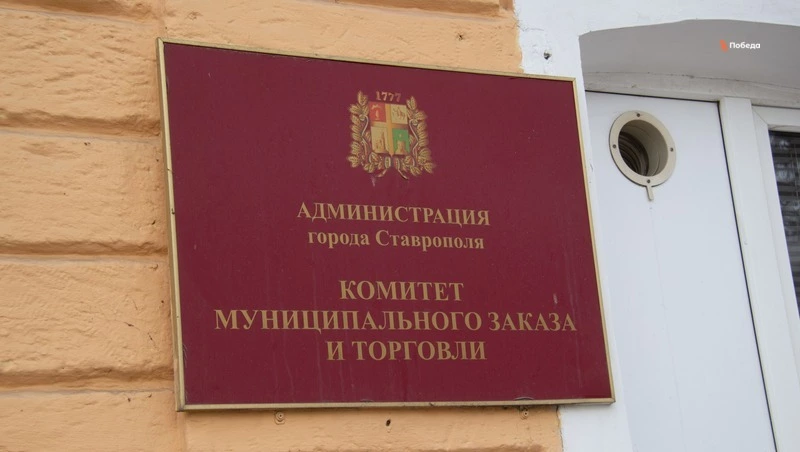 Победа
1777
АДМИНИСТРАЦИЯ
города Ставрополя
КОМИТЕТ
МУНИЦИПАЛЬНОГО ЗАКАЗА
И ТОРГОВЛИ